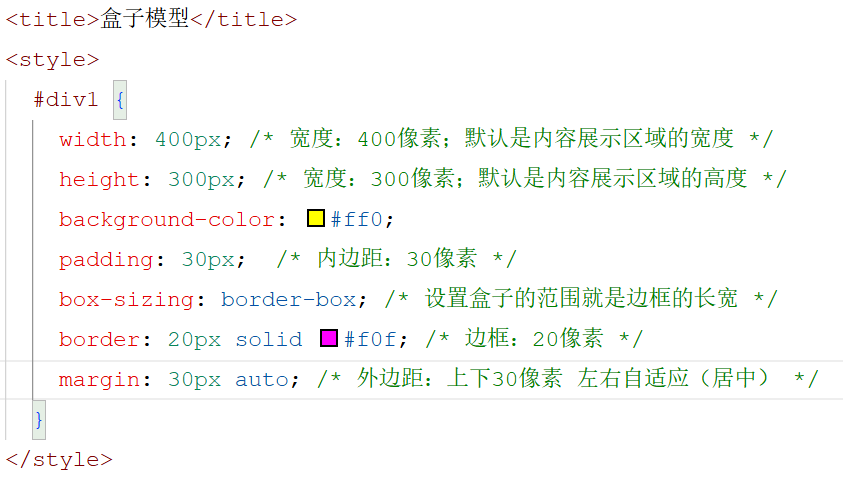 <title>盒子模型</title>
<style>
#div1 {
width: 400px; /* 宽度：400像素；默认是内容展示区域的宽度 */
height: 300px; /* 宽度：300像素；默认是内容展示区域的高度 */
background-color: #ff0;
padding: 30px;  /* 内边距：30像素 */
box-sizing: border-box; /* 设置盒子的范围就是边框的长宽 */
border: 20px solid #f0f; /* 边框：20像素 */
margin: 30px auto; /* 外边距：上下30像素 左右自适应（居中） */
}
</style>